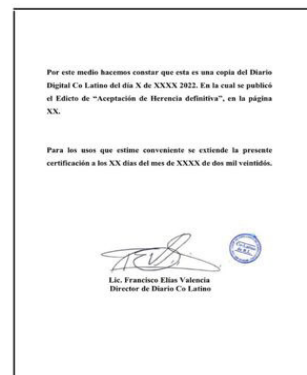 Por este medio hacemos constar que esta es una copia del Diario
Digital Co Latino del día X de XXXX 2022. En la cual se publicó
el Edicto de “Aceptación de Herencia definitiva”, en la página
XX.
Para los usos que estime conveniente se extiende la presente
certificación a los XX días del mes de XXXX de dos mil veintidós.
Lic. Francisco Elías Valencia
Director de Diario Co Latino